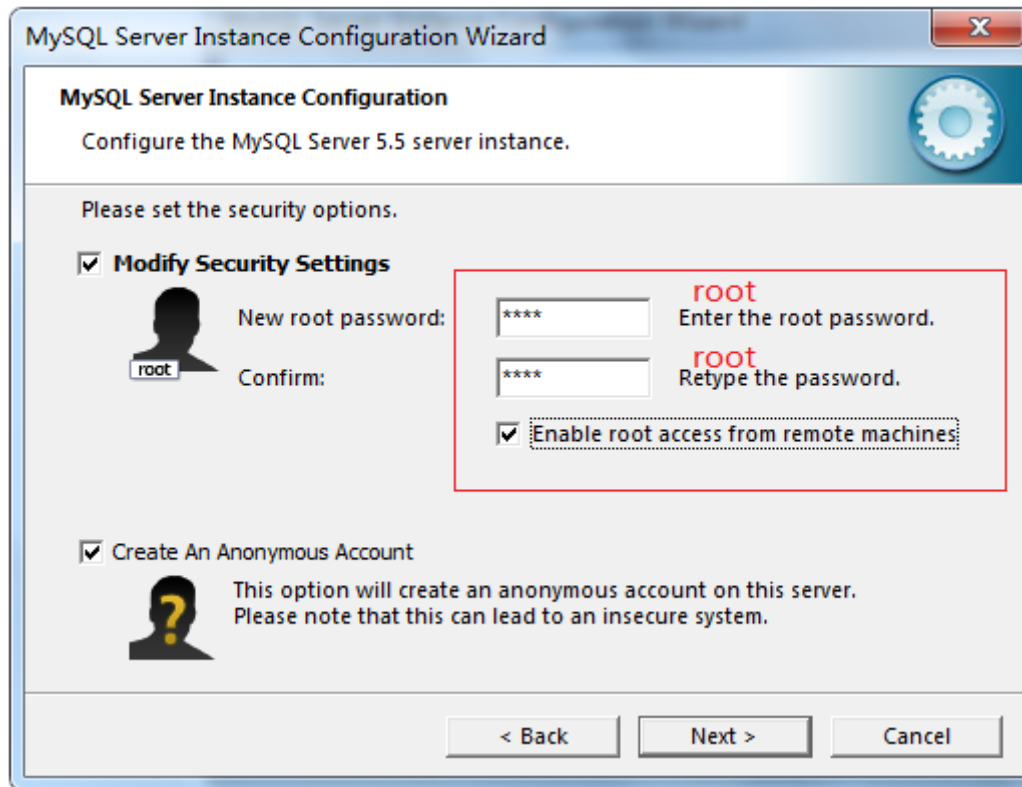 MySQL Server Instance Configuration Wizard
MySQL Server Instance Configuration
Configure the MySQL Server 5.5 server instance.
Please set the security options.
Modify Security Settings
root
New root password: **** Enter the root password.
root
root
Confirm: **** Retype the password.
Enable root access from remote machines
Create An Anonymous Account
This option will create an anonymous account on this server.
Please note that this can lead to an insecure system.
?
< Back Next > Cancel